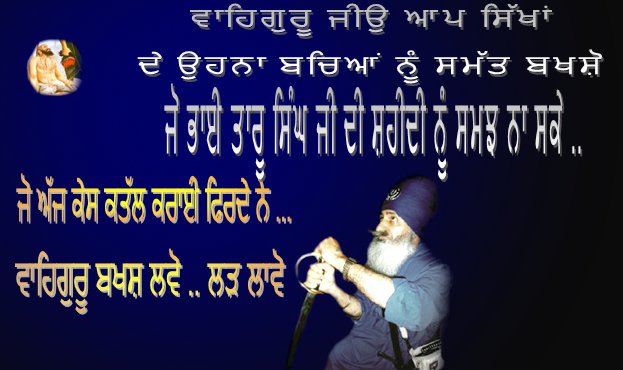 ਵਾਹਿਗੁਰੂ ਜੀਉ ਆਪ ਸਿੱਖਾਂ
ਦੇ ਉਹਨਾ ਬਚਿਆਂ ਨੂੰ ਸਮੱਤ ਬਖਸ਼ੋ
ਜੋ ਭਾਈ ਤਾਰੂ ਸਿੰਘ ਜੀ ਦੀ ਸ਼ਹੀਦੀ ਨੂੰ ਸਮਝ ਨਾ ਸਕੇ ..
ਜੋ ਅੱਜ ਕੇਸ ਕਤੱਲ ਕਰਾਈ ਫਿਰਦੇ ਨੇ ...
ਵਾਹਿਗੁਰੂ ਬਖਸ਼ ਲਵੋ .. ਲੜ ਲਾਵੋ